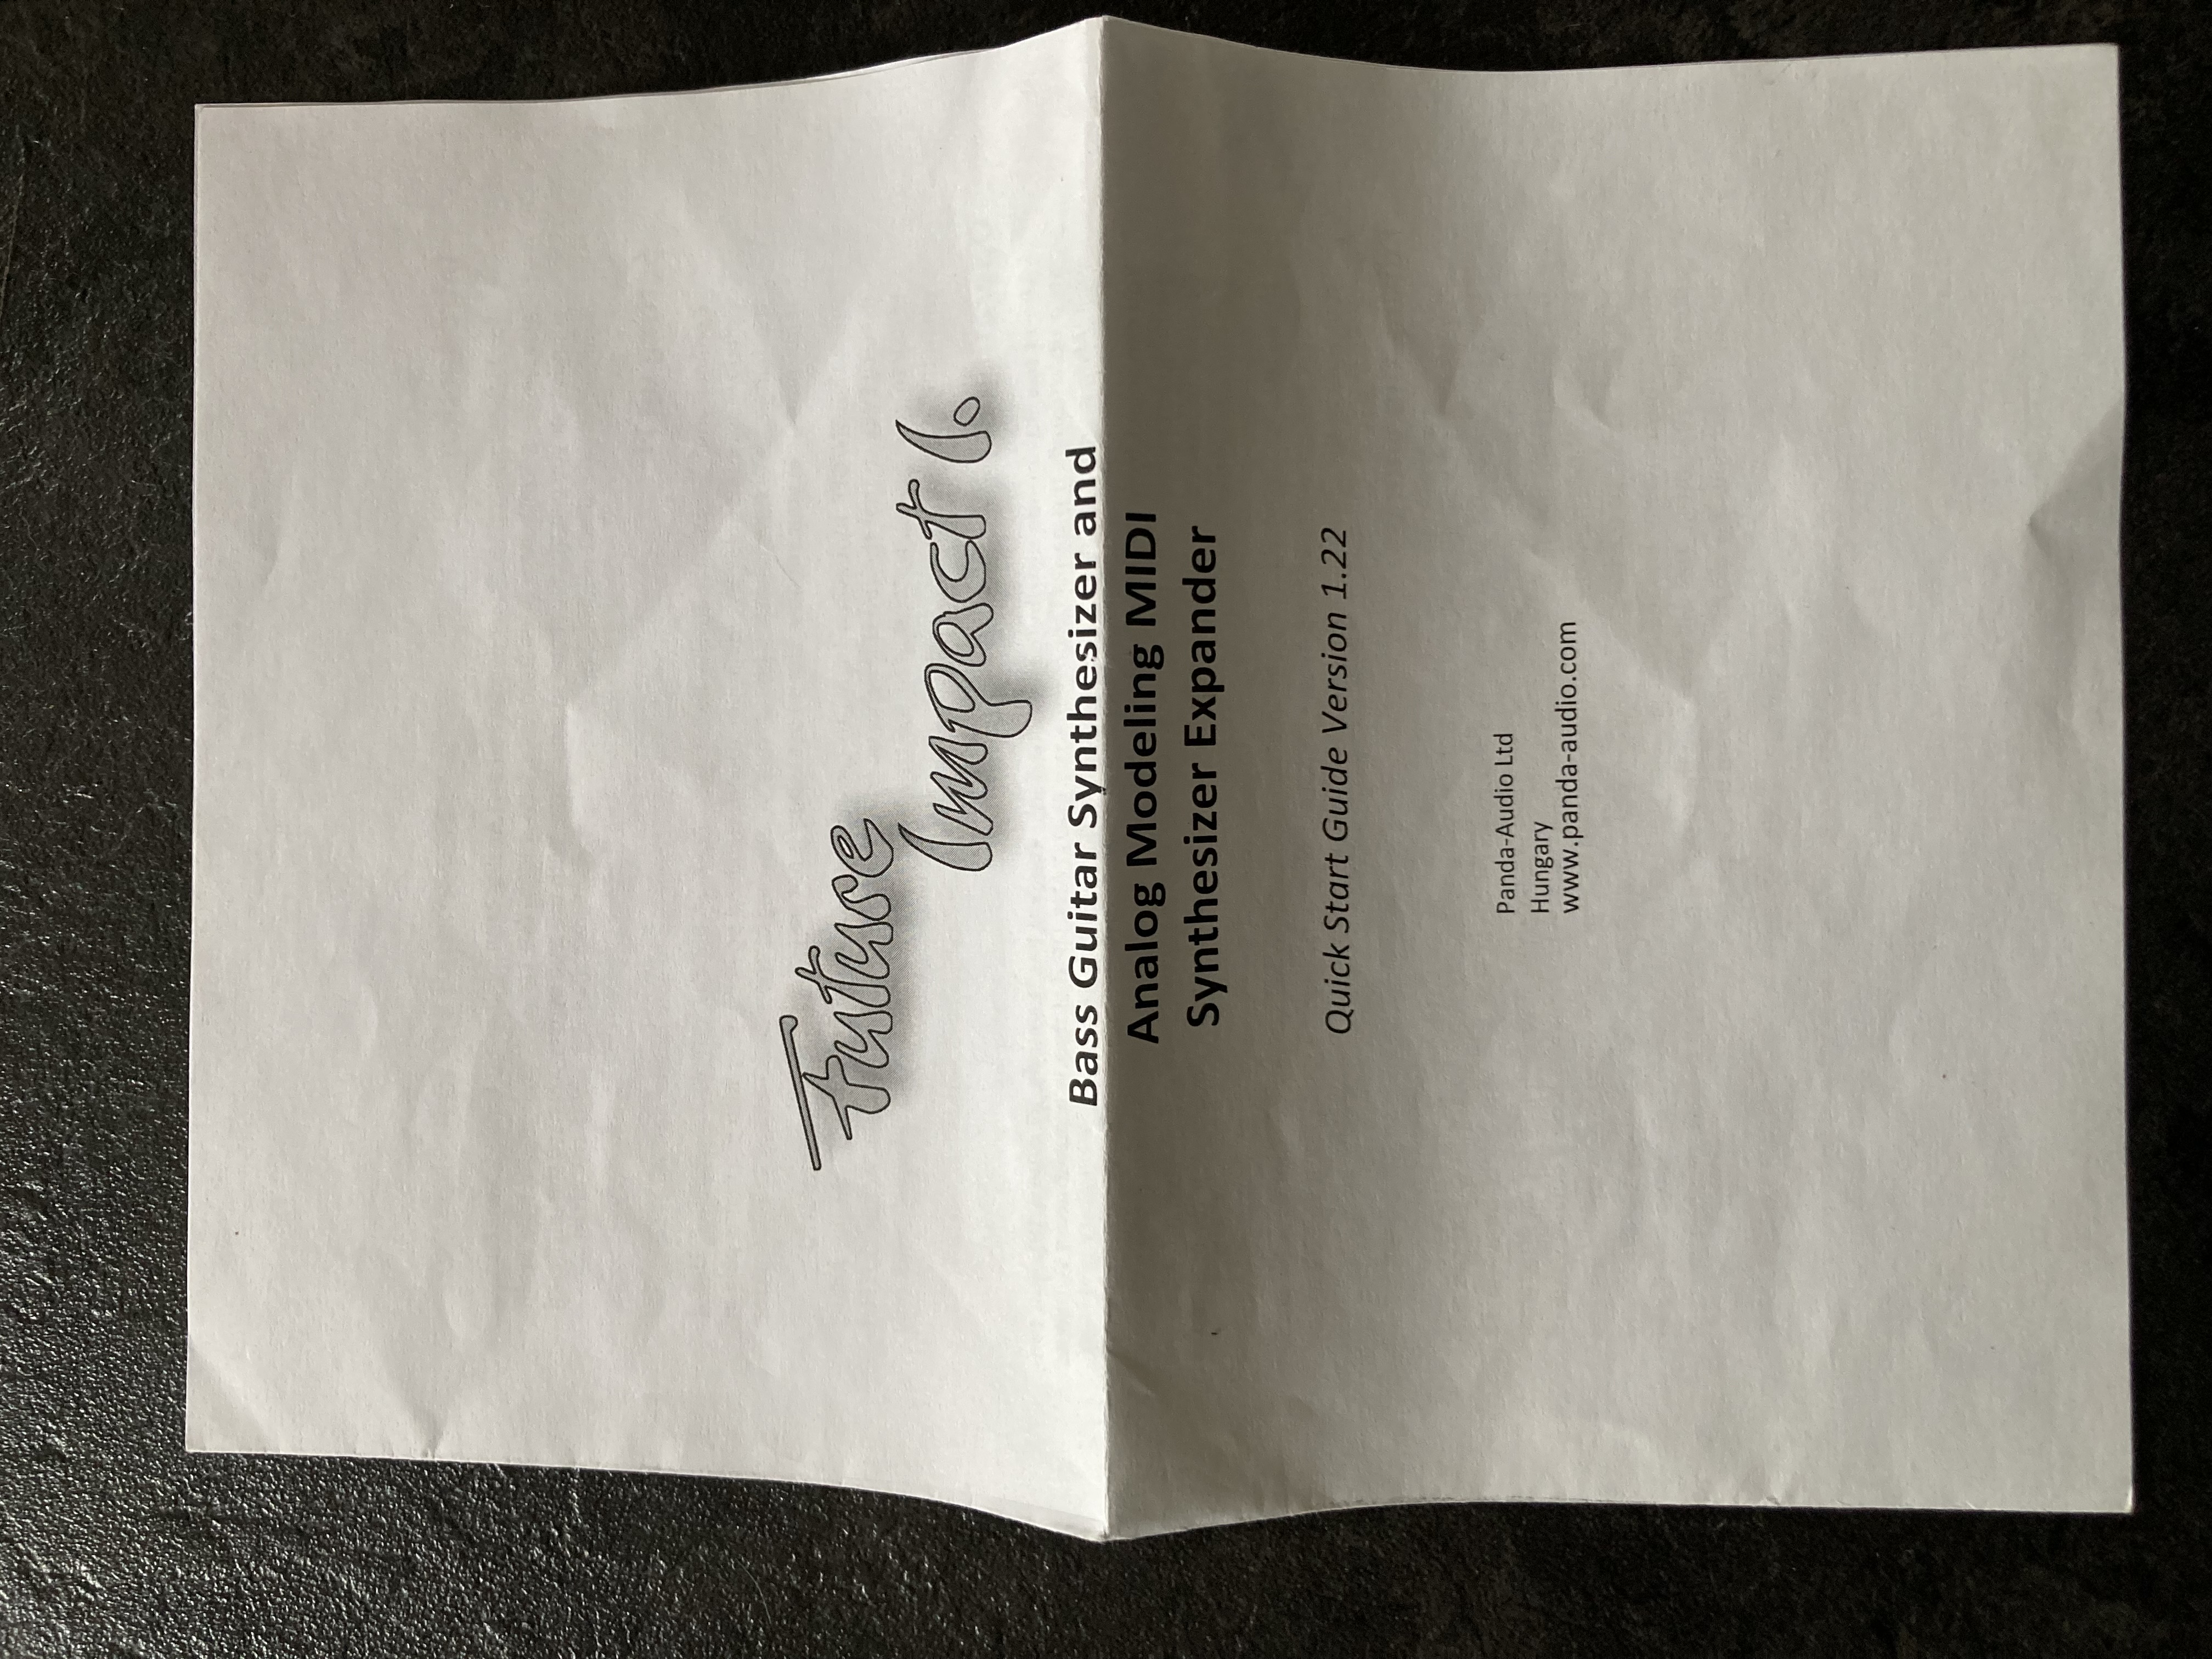 Future
Impact I.
Bass Guitar Synthesizer and
Analog Modeling MIDI
Synthesizer Expander
Quick Start Guide Version 1.22
Panda-Audio Ltd
Hungary
www.panda-audio.com